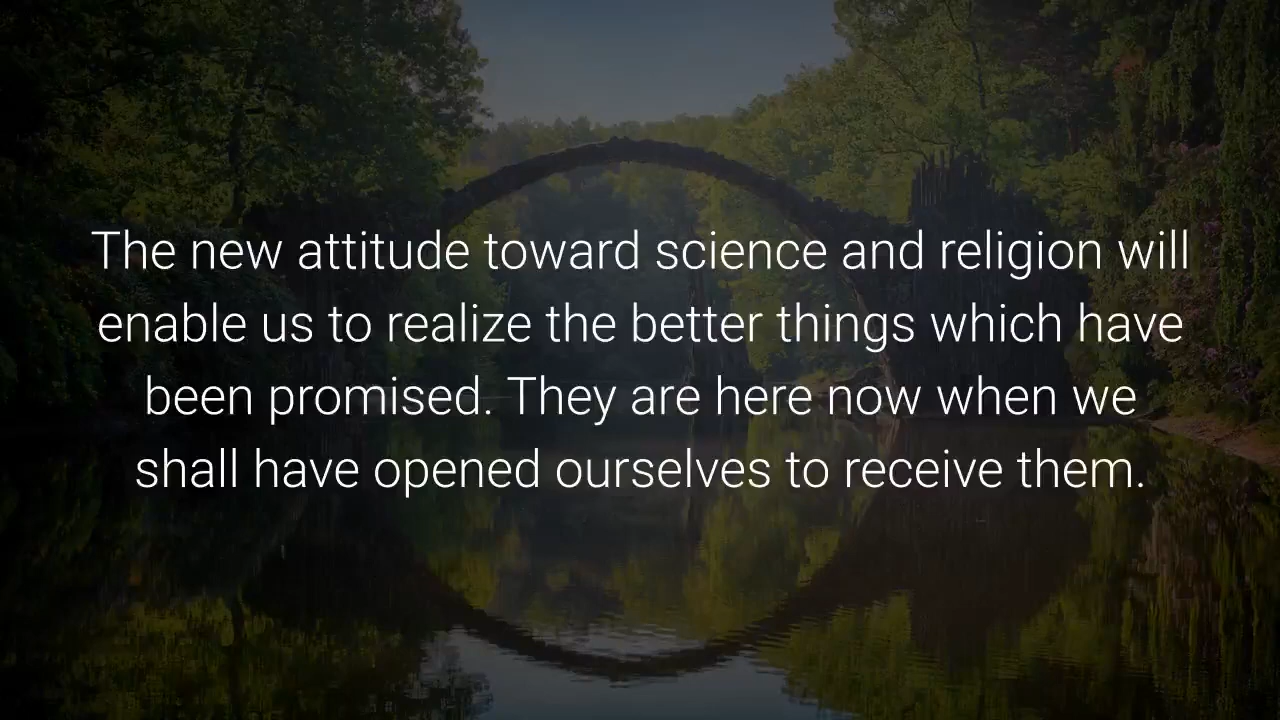 The new attitude toward science and religion will
enable us to realize the better things which have
been promised. They are here now when we
shall have opened ourselves to receive them.